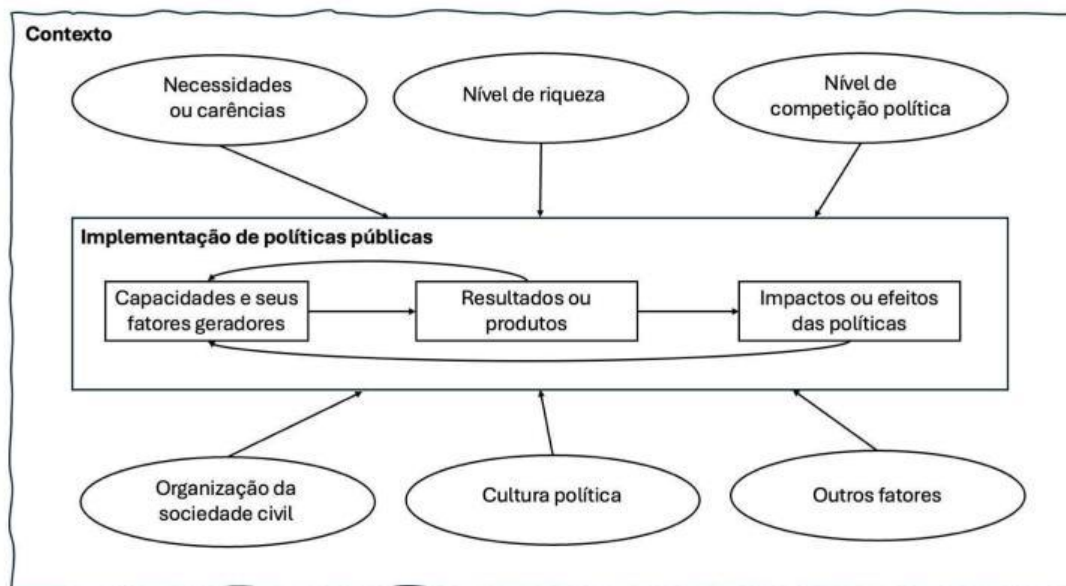 Contexto
Necessidades
ou carências
Nível de riqueza
Nível de
competição política
Implementação de políticas públicas
Capacidades e seus
fatores geradores
Resultados ou
produtos
Impactos ou efeitos
das políticas
Organização da
sociedade civil
Cultura política
Outros fatores